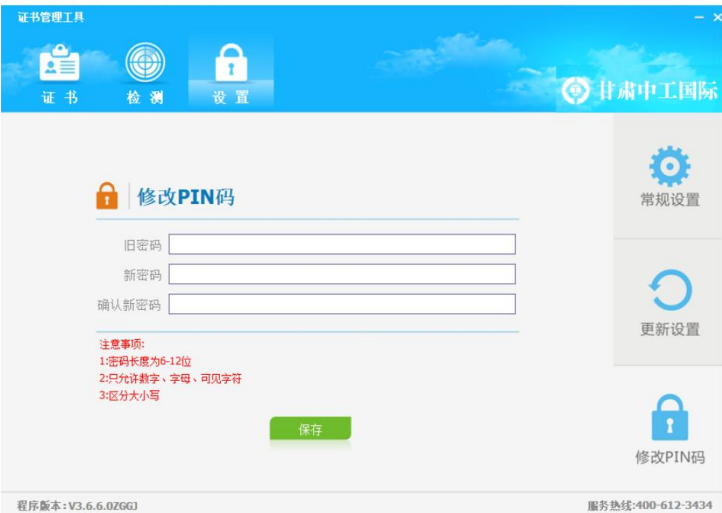 证书管理工具
证书 检测 设置
甘肃中工国际
修改PIN码
旧密码
新密码
确认新密码
注意事项:
1:密码长度为6-12位
2:只允许数字、字母、可见字符
3:区分大小写
保存
常规设置
更新设置
修改PIN码
程序版本:V3.6.6.0ZGGJ
服务热线:400-612-3434